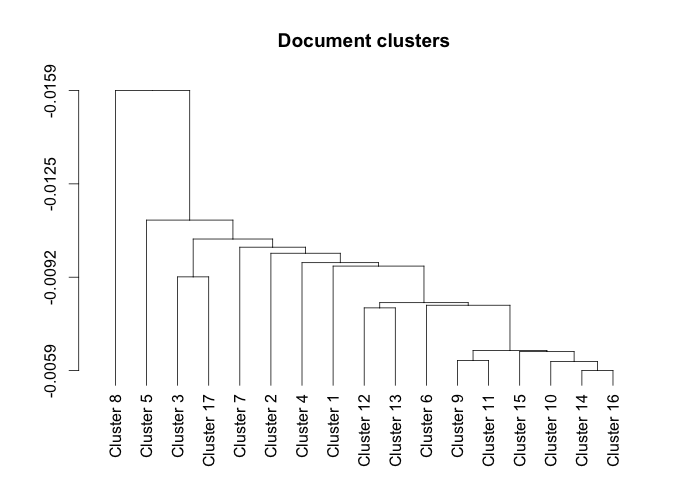 Document clusters
-0.0159
-0.0125
-0.0092
-0.0059
Cluster 8
Cluster 5
Cluster 3
Cluster 17
Cluster 7
Cluster 2
Cluster 4
Cluster 1
Cluster 12
Cluster 13
Cluster 6
Cluster 9
Cluster 11
Cluster 15
Cluster 10
Cluster 14
Cluster 16